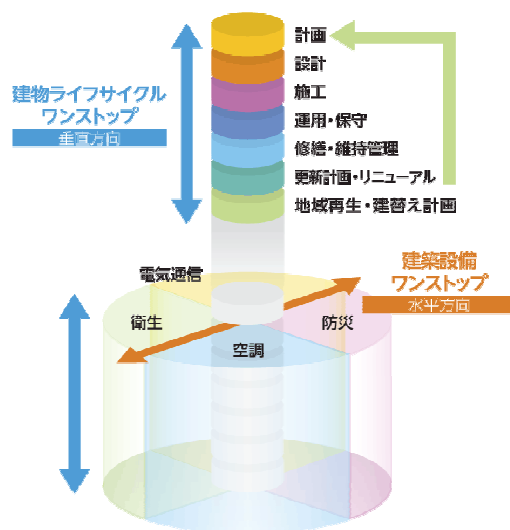 計画
設計
施工
運用・保守
修繕・維持管理
更新計画・リニューアル
地域再生・建替え計画
建物ライフサイクル
ワンストップ
垂直方向
電気通信
衛生
防災
空調
建築設備
ワンストップ
水平方向